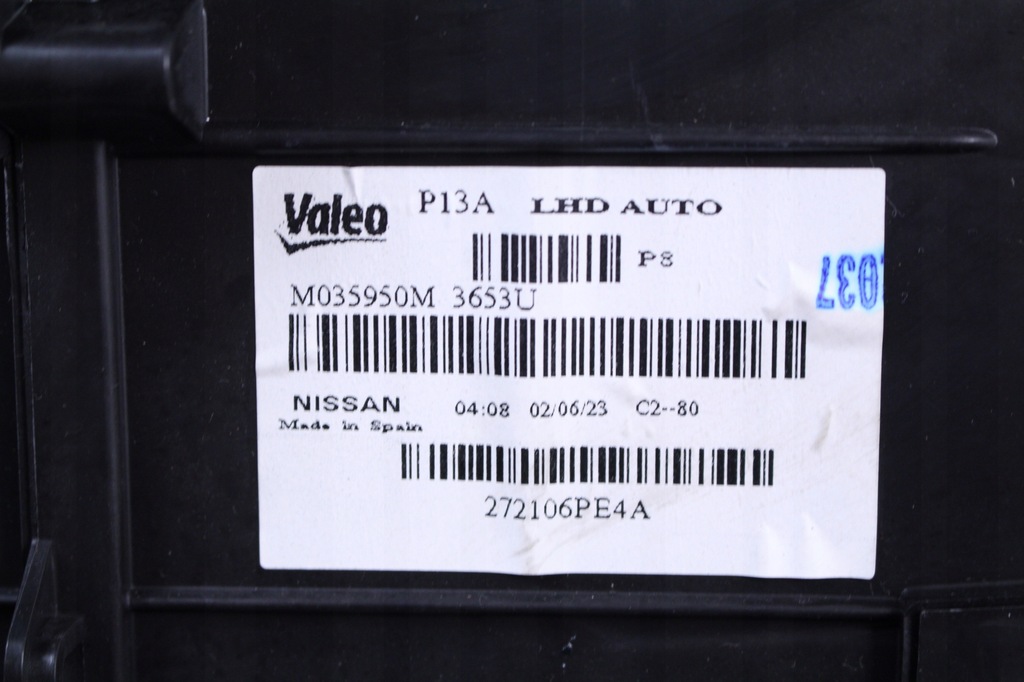 Valeo P13A LHD AUTO
P8
M035950M 3653U
NISSAN 04:08 02/06/23 C2--80
Made in Spain
272106PE4A
037